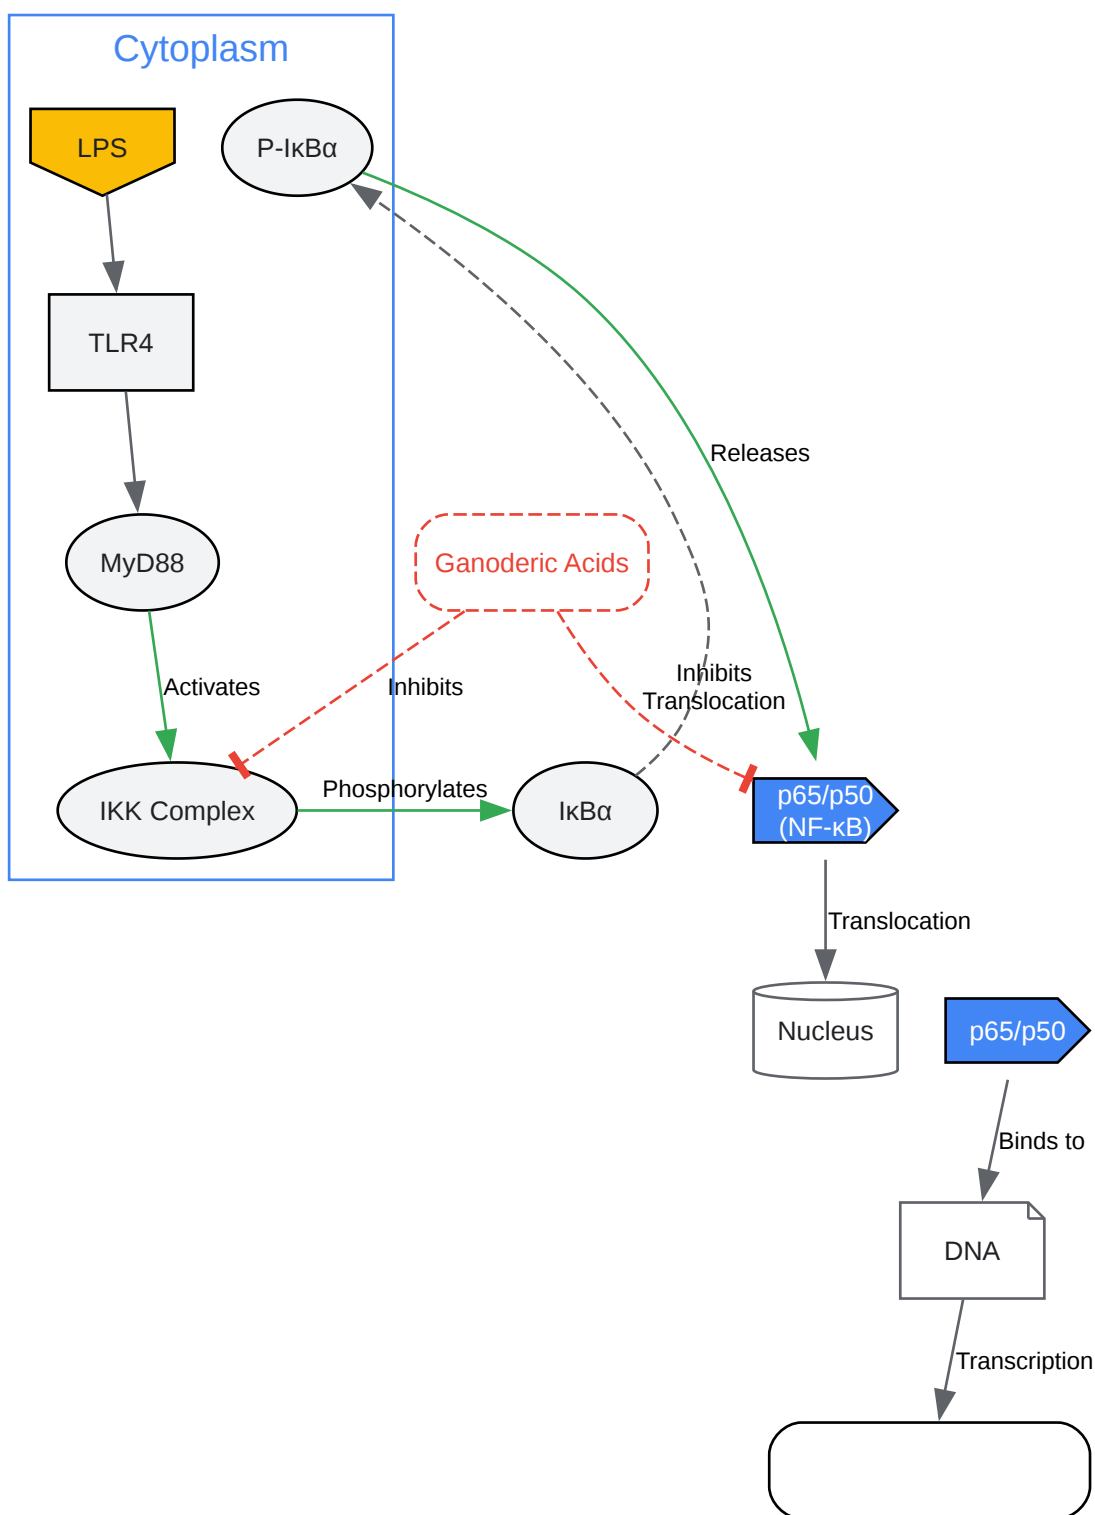 Cytoplasm
LPS
P-IκBα
TLR4
Releases
MyD88
Ganoderic Acids
Activates
Inhibits
Inhibits
Translocation
IKK Complex
Phosphorylates
IκBα
p65/p50
(NF-κB)
Translocation
Nucleus
p65/p50
Binds to
DNA
Transcription